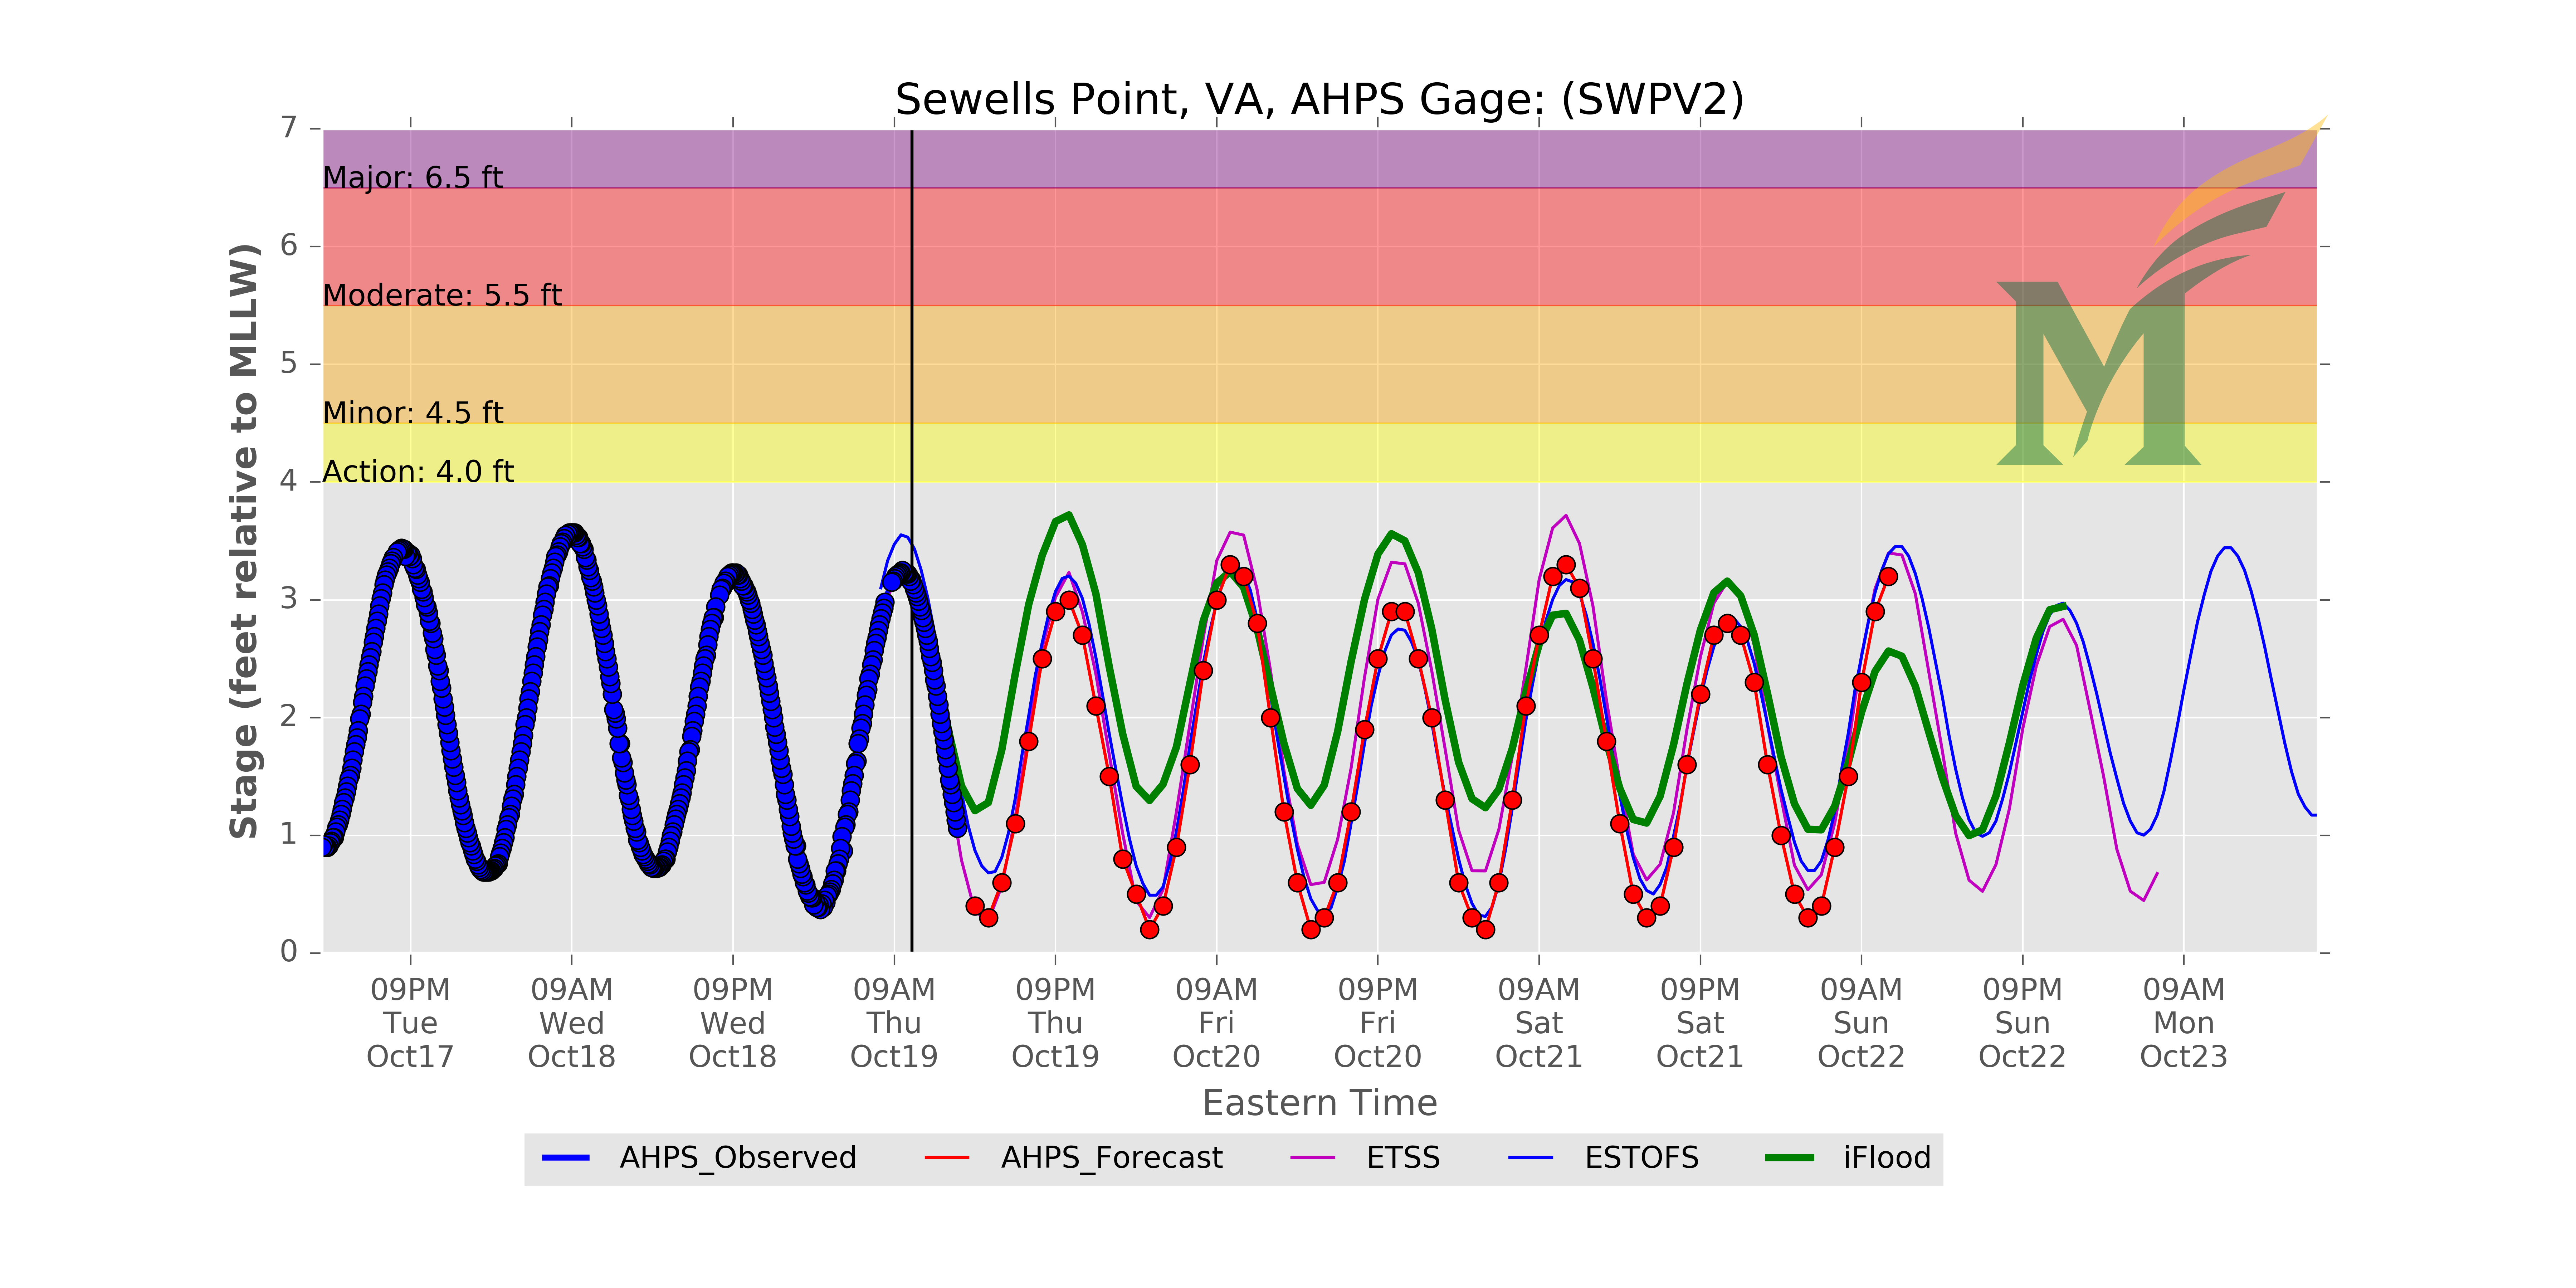 Sewells Point, VA, AHPS Gage: (SWPV2)
Stage (feet relative to MLLW)
7
6
5
4
3
2
1
0
Major: 6.5 ft
Moderate: 5.5 ft
Minor: 4.5 ft
Action: 4.0 ft
M
09PM 09AM 09PM 09AM 09PM 09AM 09PM 09AM 09PM 09AM 09PM 09AM
Tue Wed Wed Thu Thu Fri Fri Sat Sat Sun Sun Mon
Oct17 Oct18 Oct18 Oct19 Oct19 Oct20 Oct20 Oct21 Oct21 Oct22 Oct22 Oct23
Eastern Time
AHPS_Observed AHPS_Forecast ETSS ESTOFS iFlood